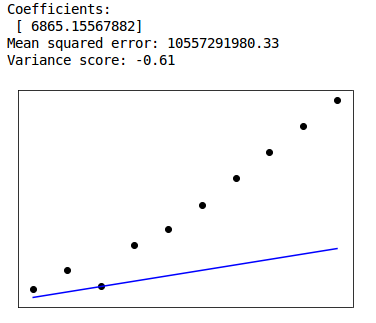 Coefficients:
[ 6865.15567882]
Mean squared error: 10557291980.33
Variance score: -0.61